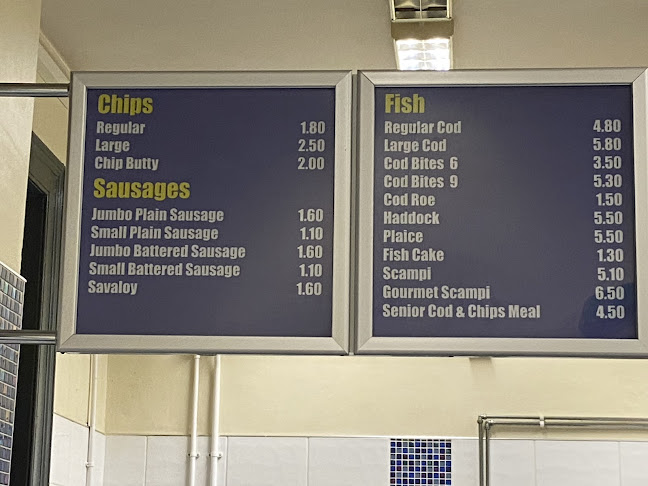 Chips
Regular 1.80
Large 2.50
Chip Butty 2.00
Sausages
Jumbo Plain Sausage 1.60
Small Plain Sausage 1.10
Jumbo Battered Sausage 1.60
Small Battered Sausage 1.10
Savaloy 1.60
Fish
Regular Cod 4.80
Large Cod 5.80
Cod Bites 6 3.50
Cod Bites 9 5.30
Cod Roe 1.50
Haddock 5.50
Plaice 5.50
Fish Cake 1.30
Scampi 5.10
Gourmet Scampi 6.50
Senior Cod & Chips Meal 4.50